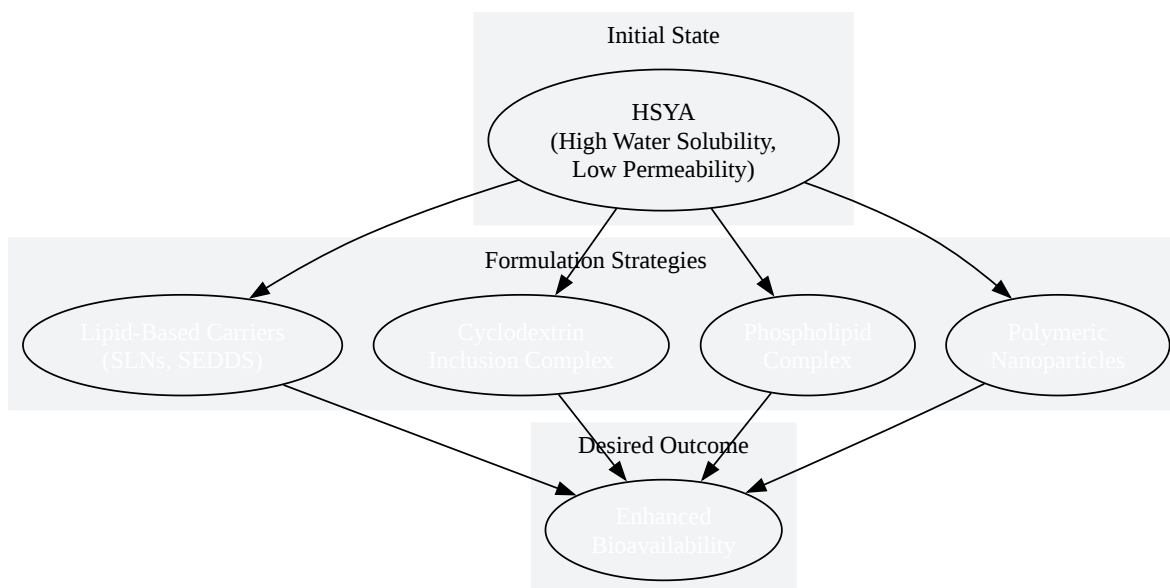 Initial State
HSYA
(High Water Solubility,
Low Permeability)
Formulation Strategies
Lipid-Based Carriers
(SLNs, SEDDS)
Cyclodextrin
Inclusion Complex
Phospholipid
Complex
Polymeric
Nanoparticles
Desired Outcome
Enhanced
Bioavailability